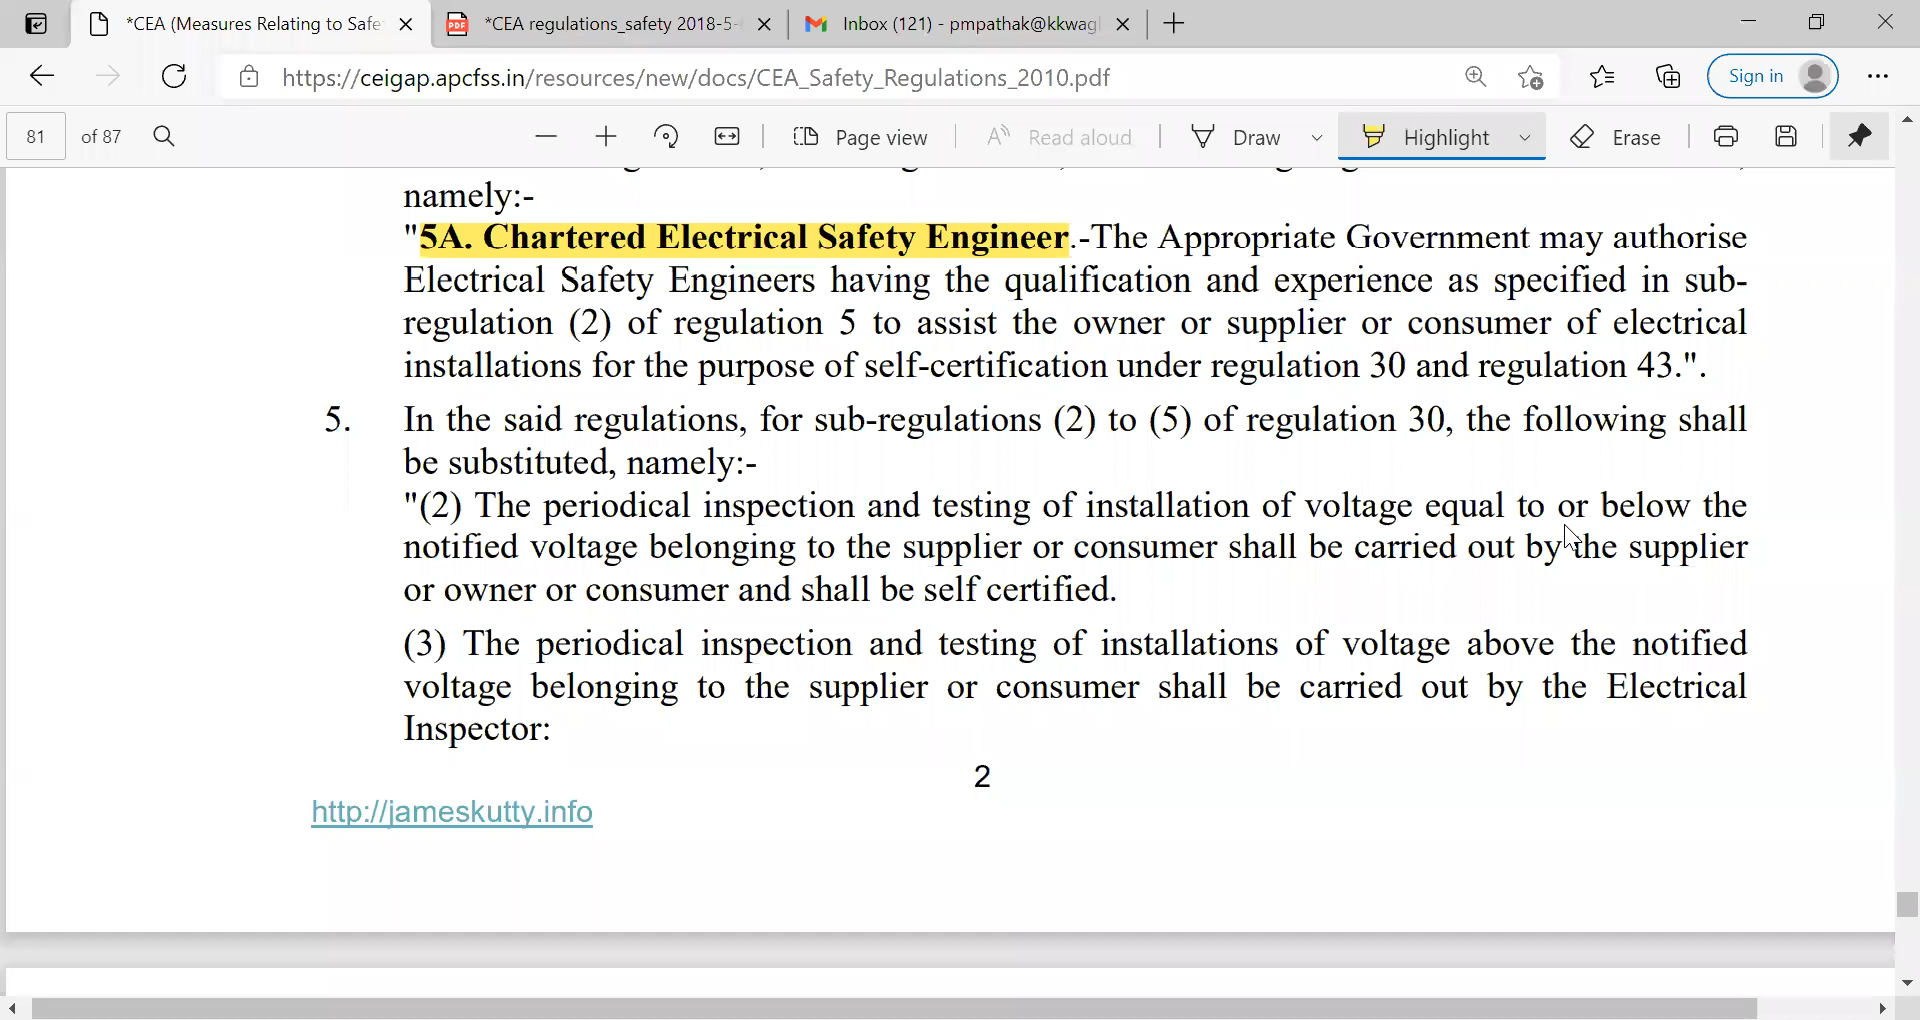 *CEA (Measures Relating to Safe
*CEA regulations_safety 2018-5-
Inbox (121) - pmpathak@kkwagl
https://ceigap.apcfss.in/resources/new/docs/CEA_Safety_Regulations_2010.pdf
Sign in
81 of 87
Page view
Read aloud
Draw
Highlight
Erase
namely:-
"5A. Chartered Electrical Safety Engineer.-The Appropriate Government may authorise
Electrical Safety Engineers having the qualification and experience as specified in sub-
regulation (2) of regulation 5 to assist the owner or supplier or consumer of electrical
installations for the purpose of self-certification under regulation 30 and regulation 43.".
5. In the said regulations, for sub-regulations (2) to (5) of regulation 30, the following shall
be substituted, namely:-
"(2) The periodical inspection and testing of installation of voltage equal to or below the
notified voltage belonging to the supplier or consumer shall be carried out by the supplier
or owner or consumer and shall be self certified.
(3) The periodical inspection and testing of installations of voltage above the notified
voltage belonging to the supplier or consumer shall be carried out by the Electrical
Inspector:
2
http://jameskutty.info